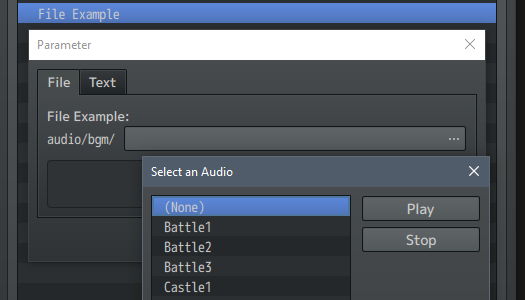 File Example
Parameter
File Text
File Example:
audio/bgm/ ...
Select an Audio
(None) Play
Battle1
Battle2 Stop
Battle3
Castle1